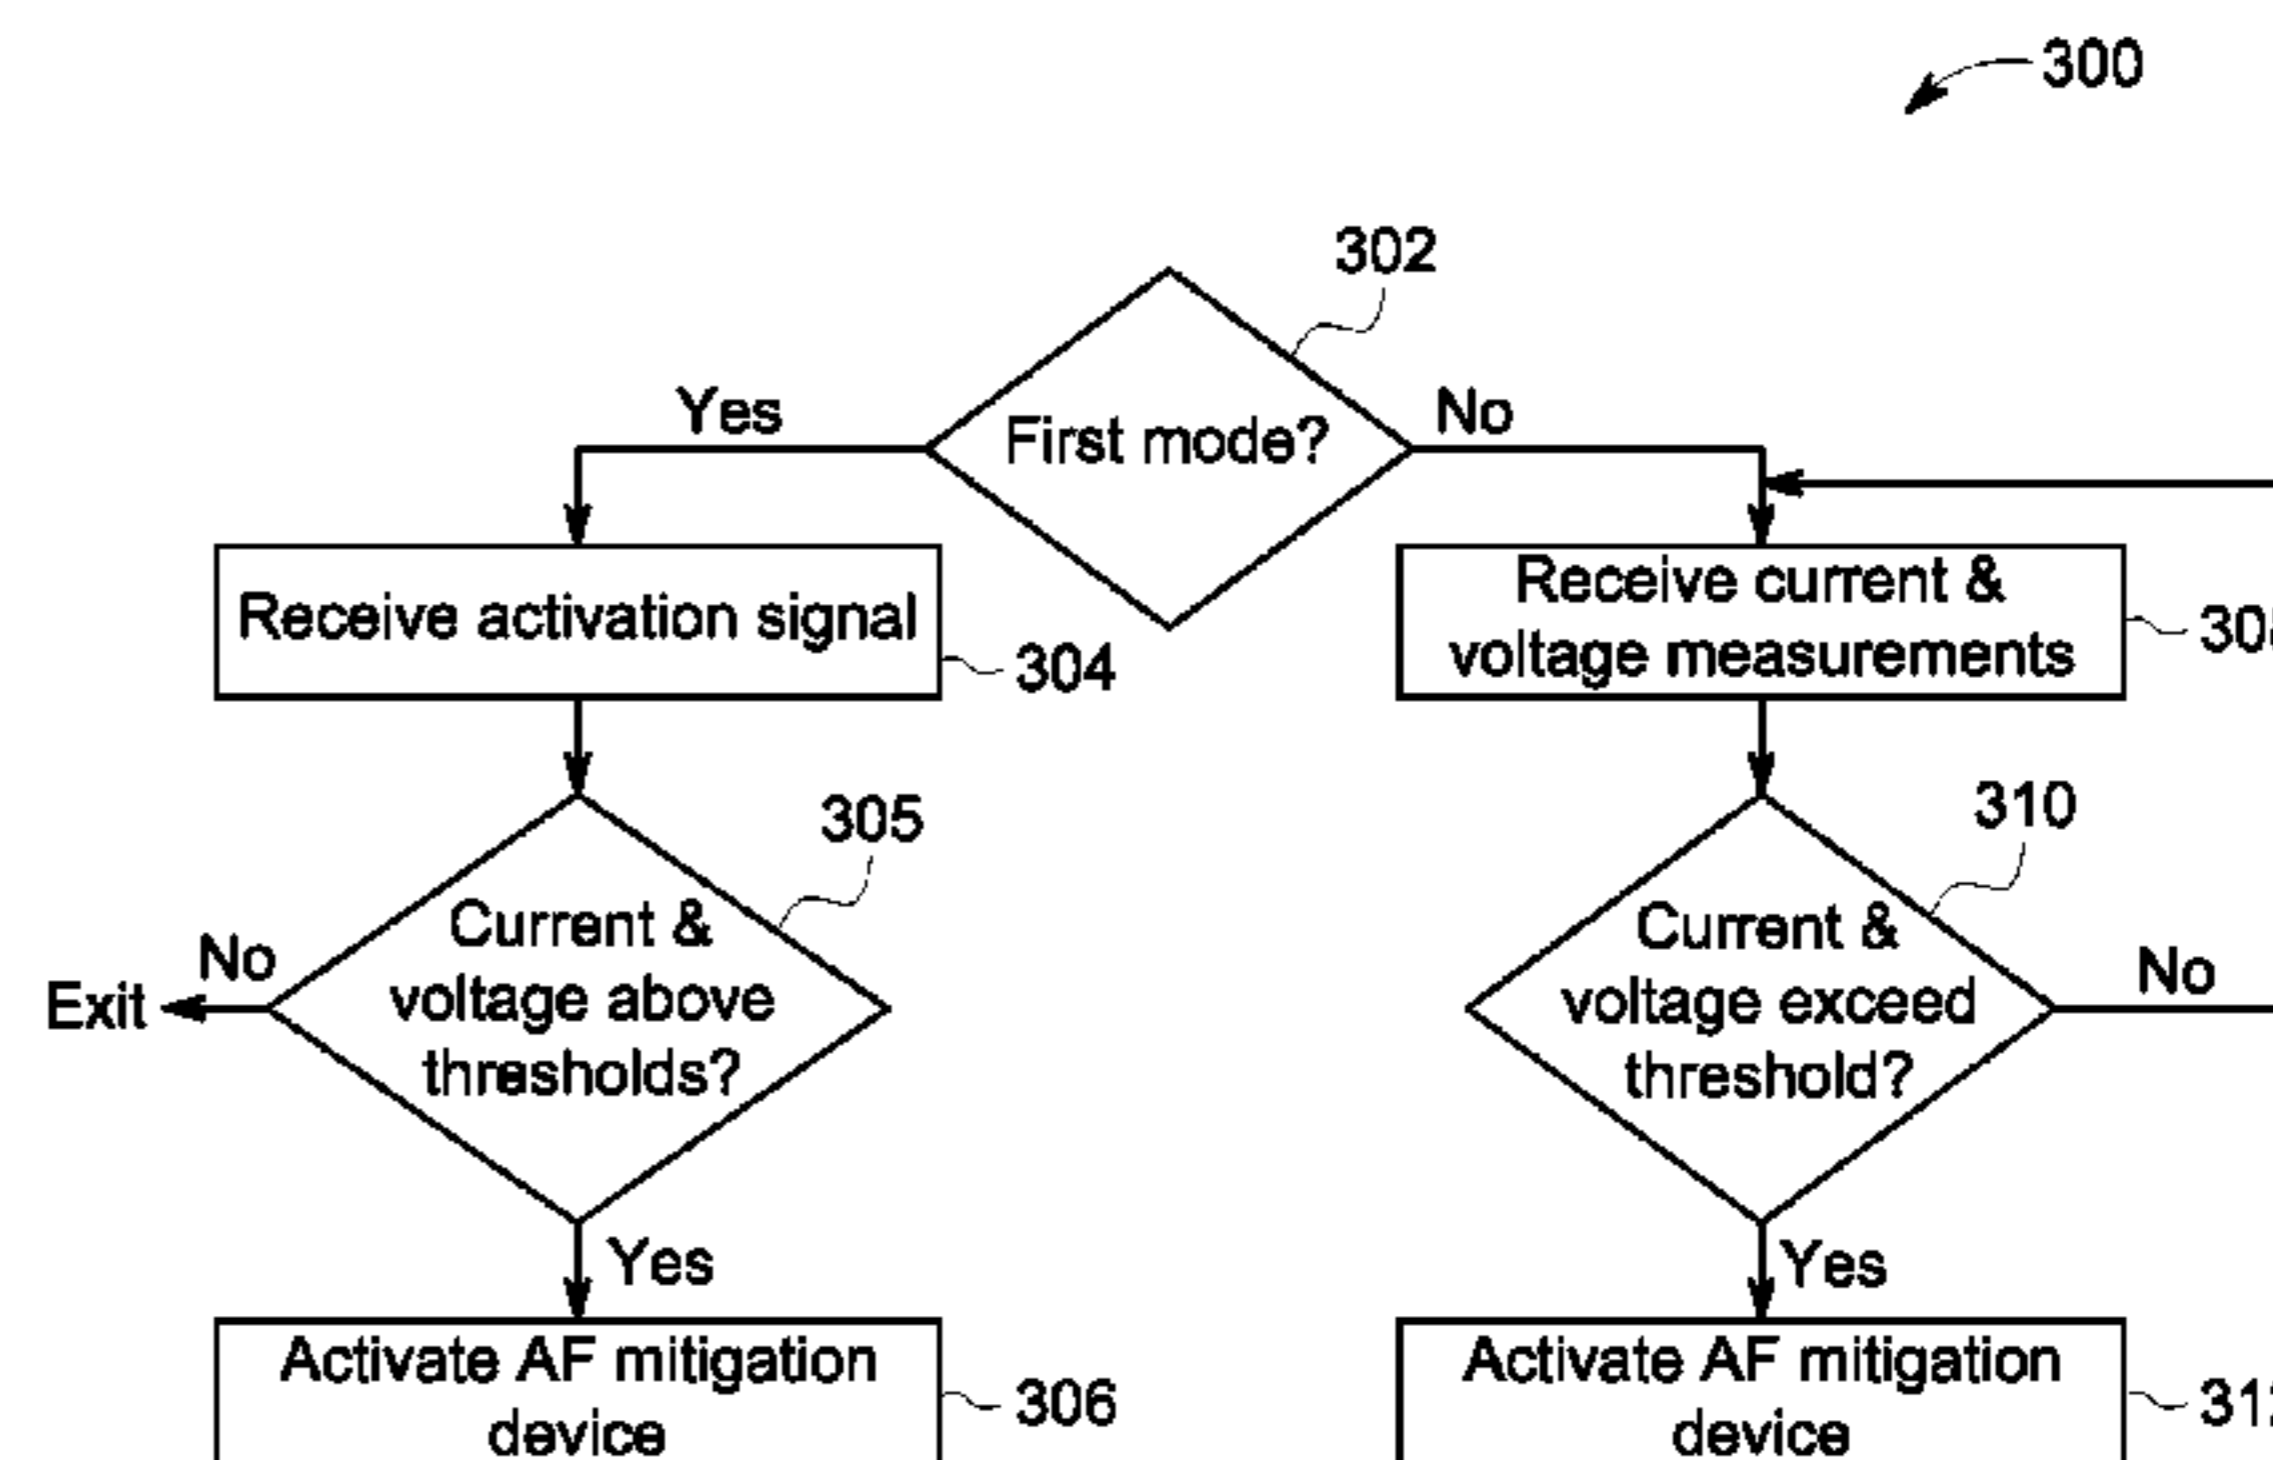 300
302
Yes
First mode?
No
Receive activation signal
304
Receive current &
voltage measurements
305
Current &
voltage above
thresholds?
No
Exit
310
Current &
voltage exceed
threshold?
No
Yes
Yes
Activate AF mitigation
device
306
Activate AF mitigation
device